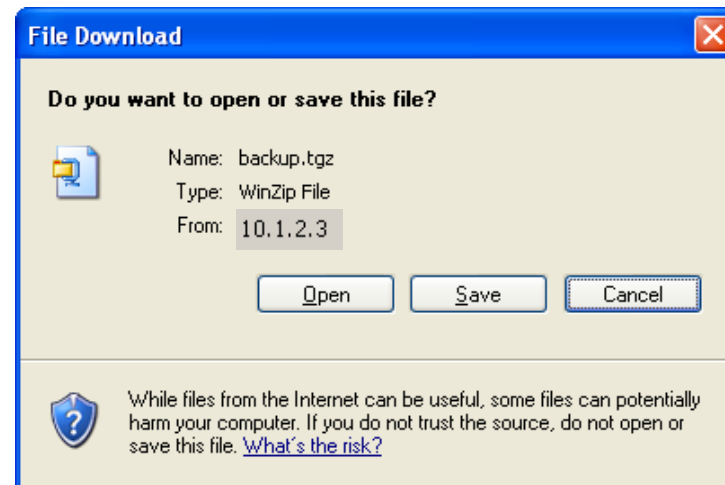 File Download
Do you want to open or save this file?
Name: backup.tgz
Type: WinZip File
From: 10.1.2.3
Open Save Cancel
While files from the Internet can be useful, some files can potentially
harm your computer. If you do not trust the source, do not open or
save this file. What's the risk?